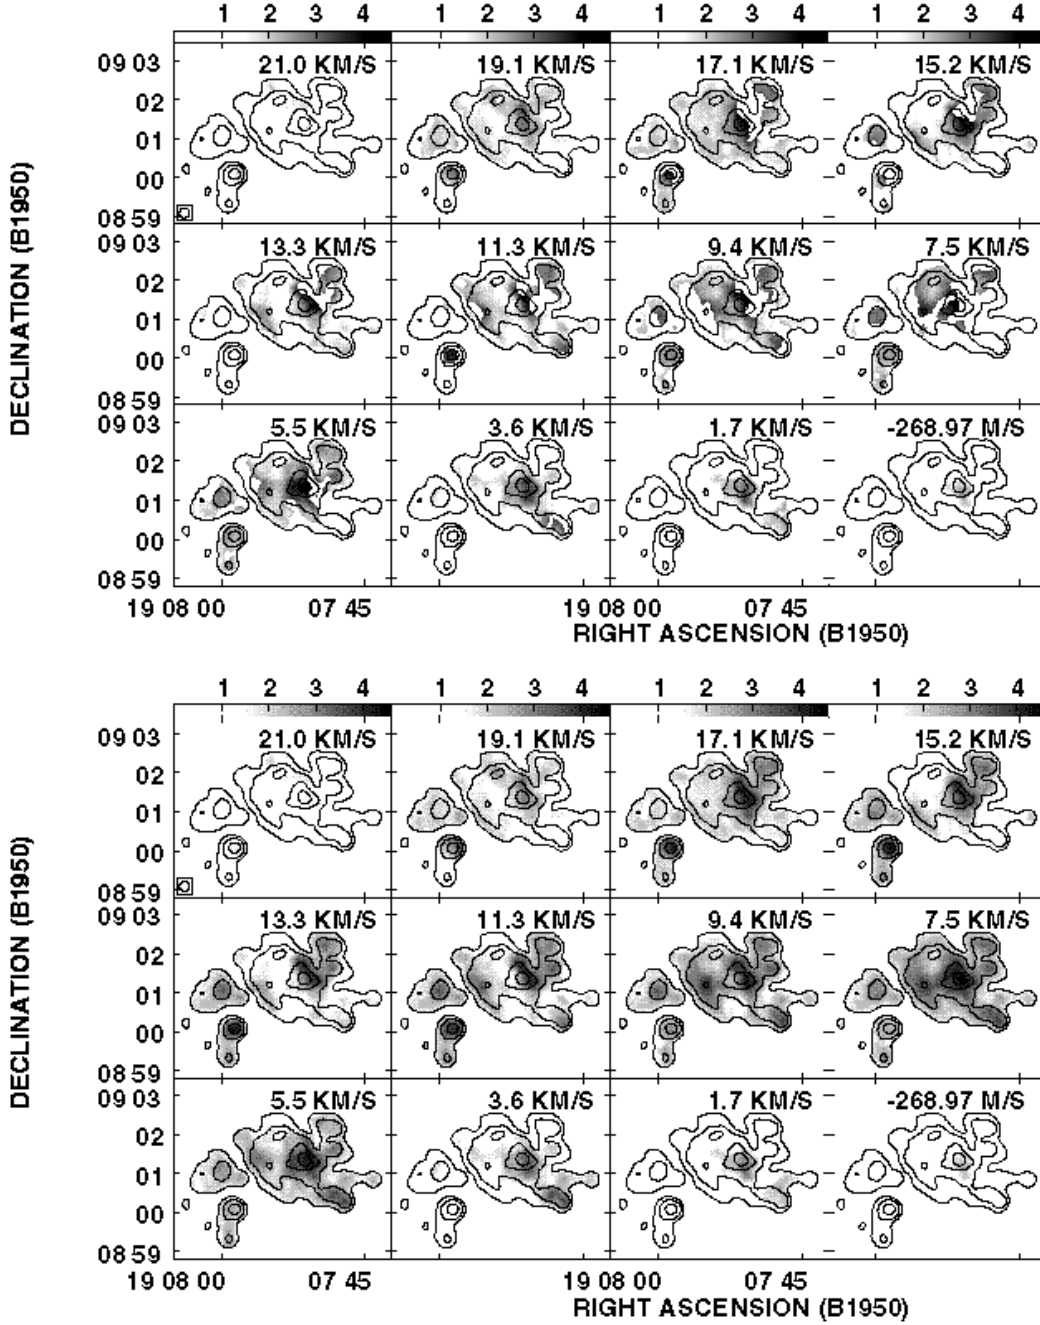 1 2 3 4 1 2 3 4 1 2 3 4 1 2 3 4
09 03 21.0 KM/S 19.1 KM/S 17.1 KM/S 15.2 KM/S
02
01
00
08 59
09 03 13.3 KM/S 11.3 KM/S 9.4 KM/S 7.5 KM/S
02
01
00
08 59
09 03 5.5 KM/S 3.6 KM/S 1.7 KM/S -268.97 M/S
02
01
00
08 59
DECLINATION (B1950)
19 08 00 07 45 19 08 00 07 45
RIGHT ASCENSION (B1950)
1 2 3 4 1 2 3 4 1 2 3 4 1 2 3 4
09 03 21.0 KM/S 19.1 KM/S 17.1 KM/S 15.2 KM/S
02
01
00
08 59
09 03 13.3 KM/S 11.3 KM/S 9.4 KM/S 7.5 KM/S
02
01
00
08 59
09 03 5.5 KM/S 3.6 KM/S 1.7 KM/S -268.97 M/S
02
01
00
08 59
DECLINATION (B1950)
19 08 00 07 45 19 08 00 07 45
RIGHT ASCENSION (B1950)